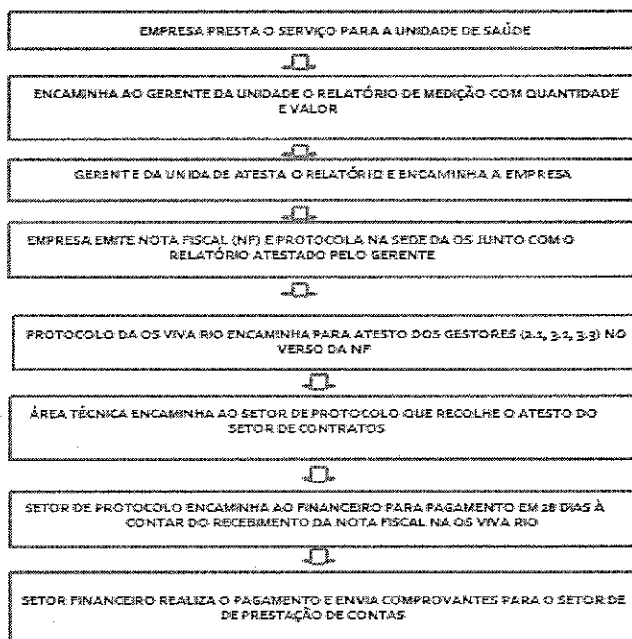 EMPRESA PRESTA O SERVIÇO PARA A UNIDADE DE SAÚDE
ENCAMINHA AO GERENTE DA UNIDADE O RELATÓRIO DE MEDIÇÃO COM QUANTIDADE
E VALOR
GERENTE DA UNIDADE ATESTA O RELATÓRIO E ENCAMINHA A EMPRESA
EMPRESA EMITE NOTA FISCAL (NF) E PROTOCOLA NA SEDE DA OS JUNTO COM O
RELATÓRIO ATESTADO PELO GERENTE
PROTOCOLO DA OS VIVA RIO ENCAMINHA PARA ATESTO DOS GESTORES (2.1, 3.1, 3.3) NO
VERSO DA NF
ÁREA TÉCNICA ENCAMINHA AO SETOR DE PROTOCOLO QUE RECOLHE O ATESTO DO
SETOR DE CONTRATOS
SETOR DE PROTOCOLO ENCAMINHA AO FINANCEIRO PARA PAGAMENTO EM 28 DIAS À
CONTAR DO RECEBIMENTO DA NOTA FISCAL NA OS VIVA RIO
SETOR FINANCEIRO REALIZA O PAGAMENTO E ENVIA COMPROVANTES PARA O SETOR DE
DE PRESTAÇÃO DE CONTAS